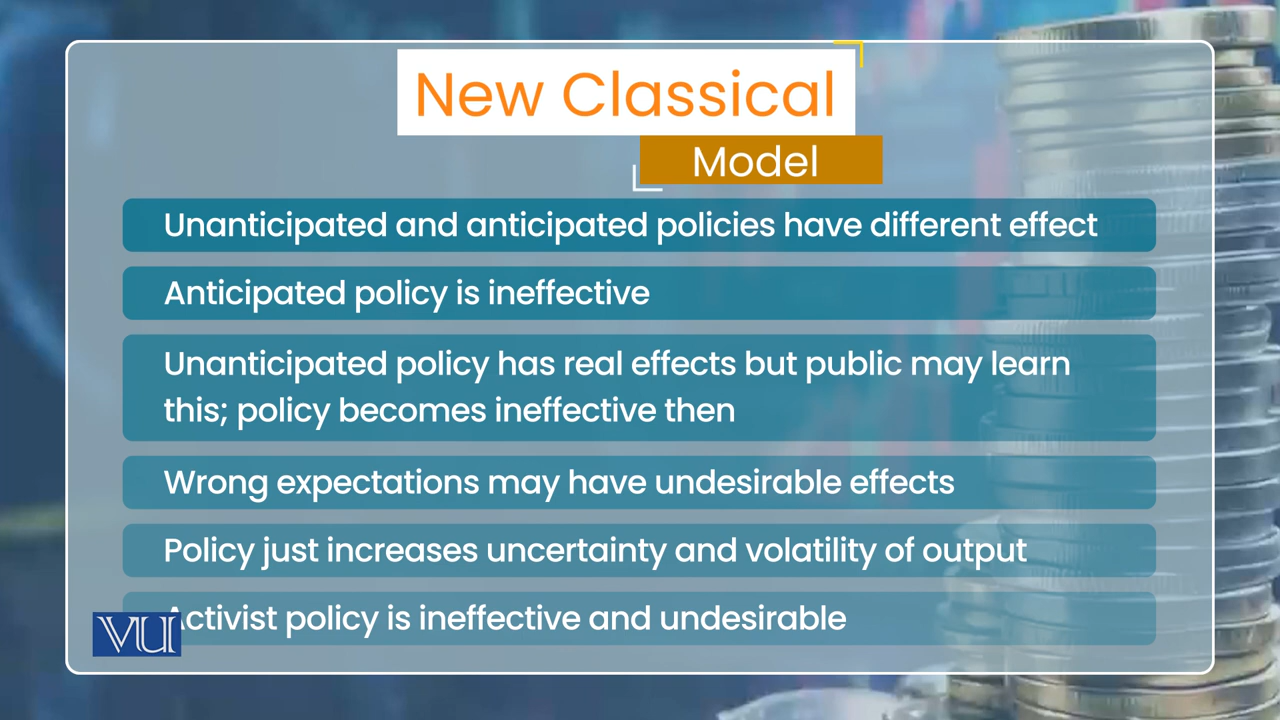 New Classical
Model
Unanticipated and anticipated policies have different effect
Anticipated policy is ineffective
Unanticipated policy has real effects but public may learn
this; policy becomes ineffective then
Wrong expectations may have undesirable effects
Policy just increases uncertainty and volatility of output
Activist policy is ineffective and undesirable
VU